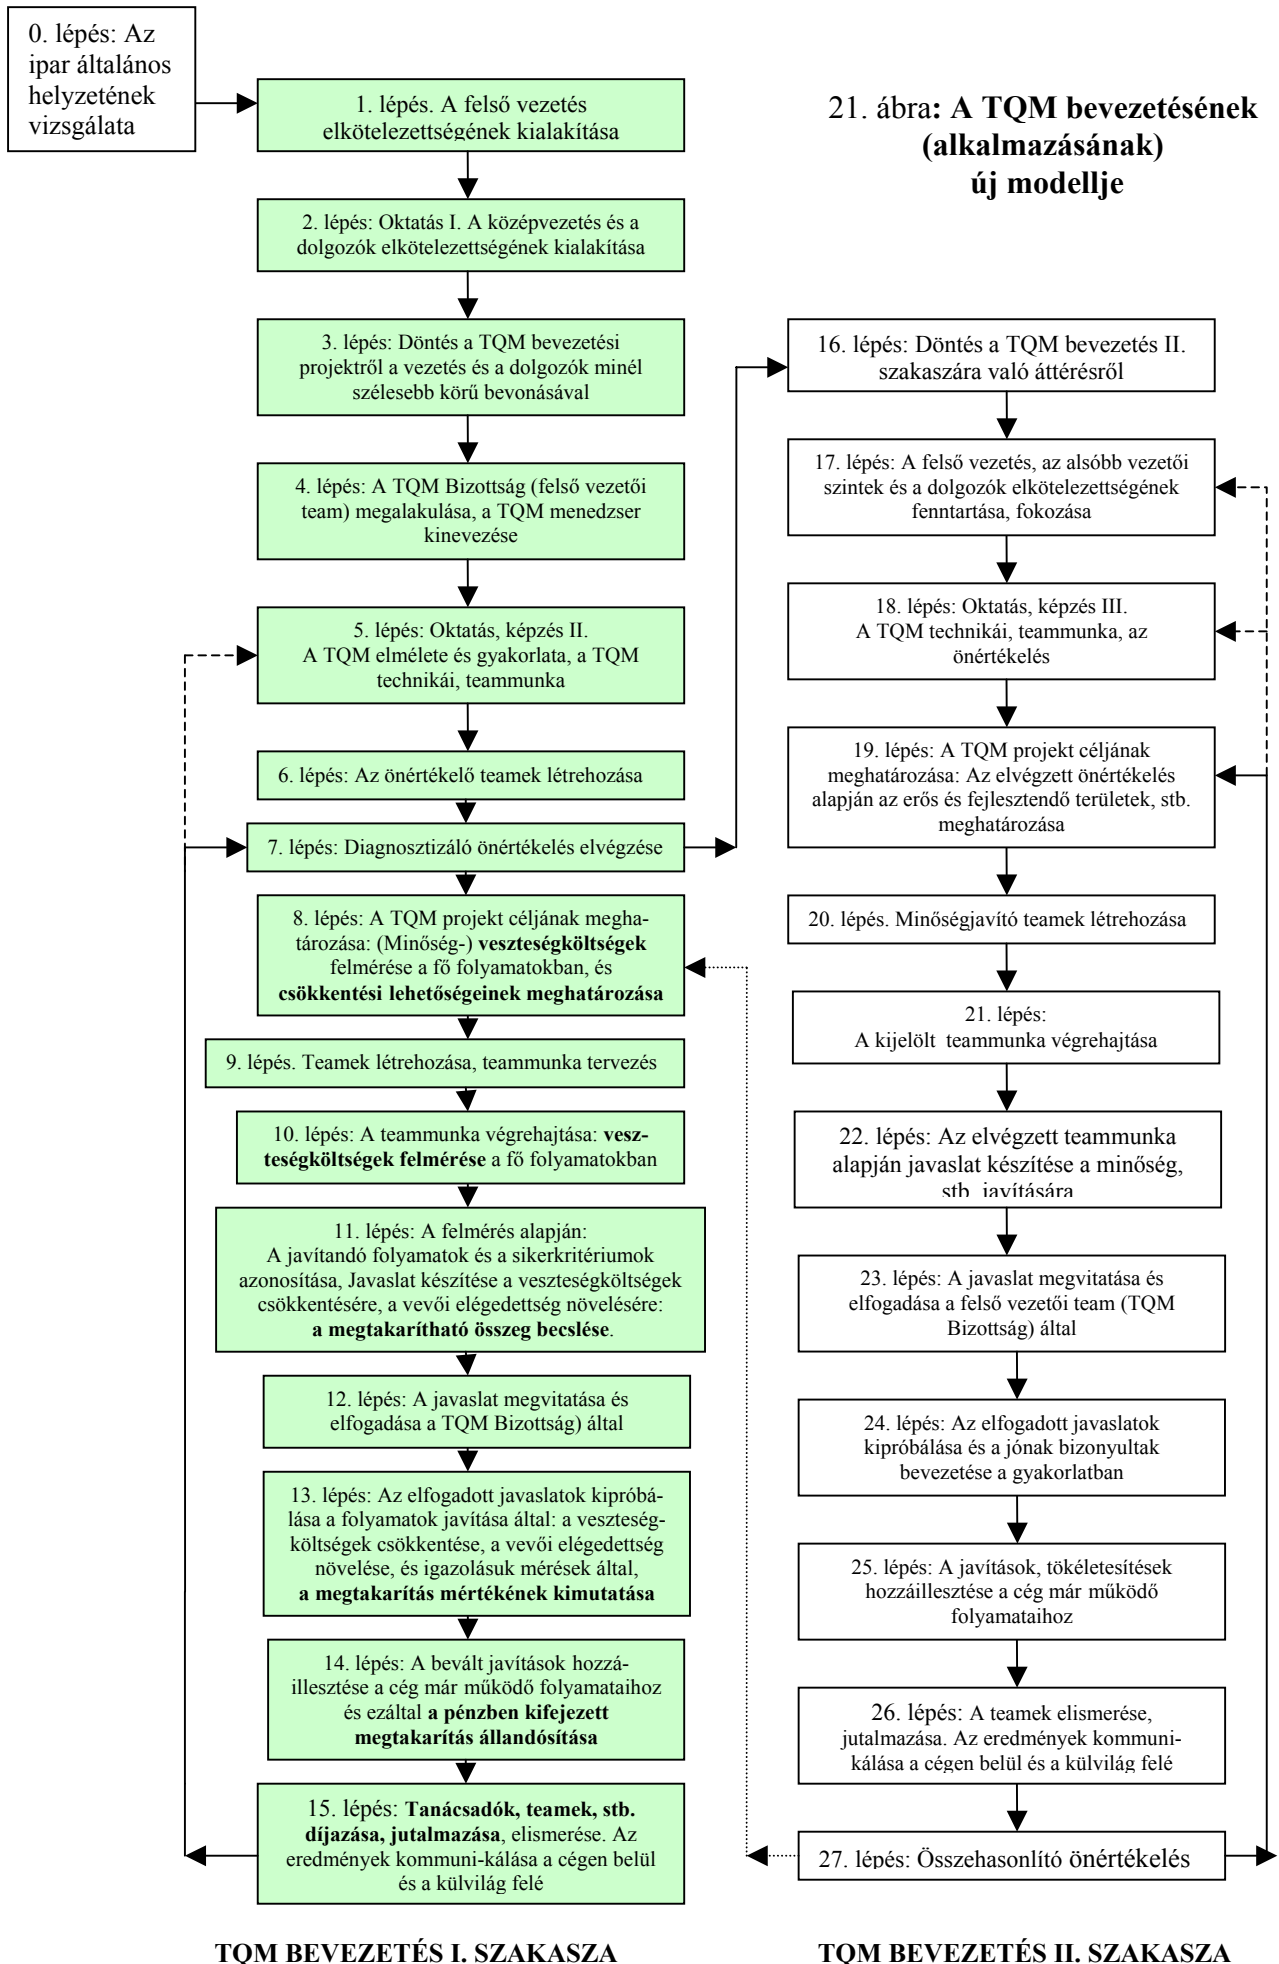 0. lépés: Az
ipar általános
helyzetének
vizsgálata
1. lépés. A felső vezetés
elkötelezettségének kialakítása
21. ábra: A TQM bevezetésének
(alkalmazásának)
új modellje
2. lépés: Oktatás I. A középvezetés és a
dolgozók elkötelezettségének kialakítása
3. lépés: Döntés a TQM bevezetési
projektről a vezetés és a dolgozók minél
szélesebb körű bevonásával
4. lépés: A TQM Bizottság (felső vezetői
team) megalakulása, a TQM menedzser
kinevezése
5. lépés: Oktatás, képzés II.
A TQM elmélete és gyakorlata, a TQM
technikái, teammunka
6. lépés: Az önértékelő teamek létrehozása
7. lépés: Diagnosztizáló önértékelés elvégzése
8. lépés: A TQM projekt céljának megha-
tározása: (Minőség-) veszteségköltségek
felmérése a fő folyamatokban, és
csökkentési lehetőségeinek meghatározása
9. lépés. Teamek létrehozása, teammunka tervezés
10. lépés: A teammunka végrehajtása: vesz-
teségköltségek felmérése a fő folyamatokban
11. lépés: A felmérés alapján:
A javítandó folyamatok és a sikerkritériumok
azonosítása, Javaslat készítése a veszteségköltségek
csökkentésére, a vevői elégedettség növelésére:
a megtakarítható összeg becslése.
12. lépés: A javaslat megvitatása és
elfogadása a TQM Bizottság) által
13. lépés: Az elfogadott javaslatok kipróbá-
lása a folyamatok javítása által: a veszteség-
költségek csökkentése, a vevői elégedettség
növelése, és igazolásuk mérések által,
a megtakarítás mértékének kimutatása
14. lépés: A bevált javítások hozzá-
illesztése a cég már működő folyamataihoz
és ezáltal a pénzben kifejezett
megtakarítás állandósítása
15. lépés: Tanácsadók, teamek, stb.
díjazása, jutalmazása, elismerése. Az
eredmények kommuni-kálása a cégen belül
és a külvilág felé
TQM BEVEZETÉS I. SZAKASZA
16. lépés: Döntés a TQM bevezetés II.
szakaszára való áttérésről
17. lépés: A felső vezetés, az alsóbb vezetői
szintek és a dolgozók elkötelezettségének
fenntartása, fokozása
18. lépés: Oktatás, képzés III.
A TQM technikái, teammunka, az
önértékelés
19. lépés: A TQM projekt céljának
meghatározása: Az elvégzett önértékelés
alapján az erős és fejlesztendő területek, stb.
meghatározása
20. lépés. Minőségjavító teamek létrehozása
21. lépés:
A kijelölt teammunka végrehajtása
22. lépés: Az elvégzett teammunka
alapján javaslat készítése a minőség,
stb. javítására
23. lépés: A javaslat megvitatása és
elfogadása a felső vezetői team (TQM
Bizottság) által
24. lépés: Az elfogadott javaslatok
kipróbálása és a jónak bizonyultak
bevezetése a gyakorlatban
25. lépés: A javítások, tökéletesítések
hozzáillesztése a cég már működő
folyamataihoz
26. lépés: A teamek elismerése,
jutalmazása. Az eredmények kommuni-
kálása a cégen belül és a külvilág felé
27. lépés: Összehasonlító önértékelés
TQM BEVEZETÉS II. SZAKASZA